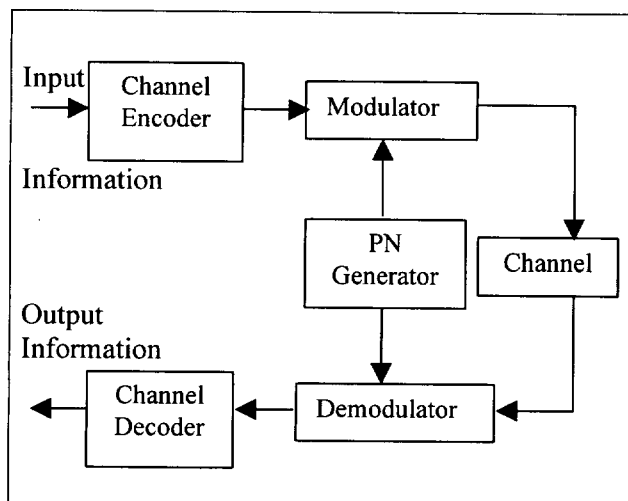 Input
Information
Channel
Encoder
Modulator
PN
Generator
Channel
Output
Information
Channel
Decoder
Demodulator